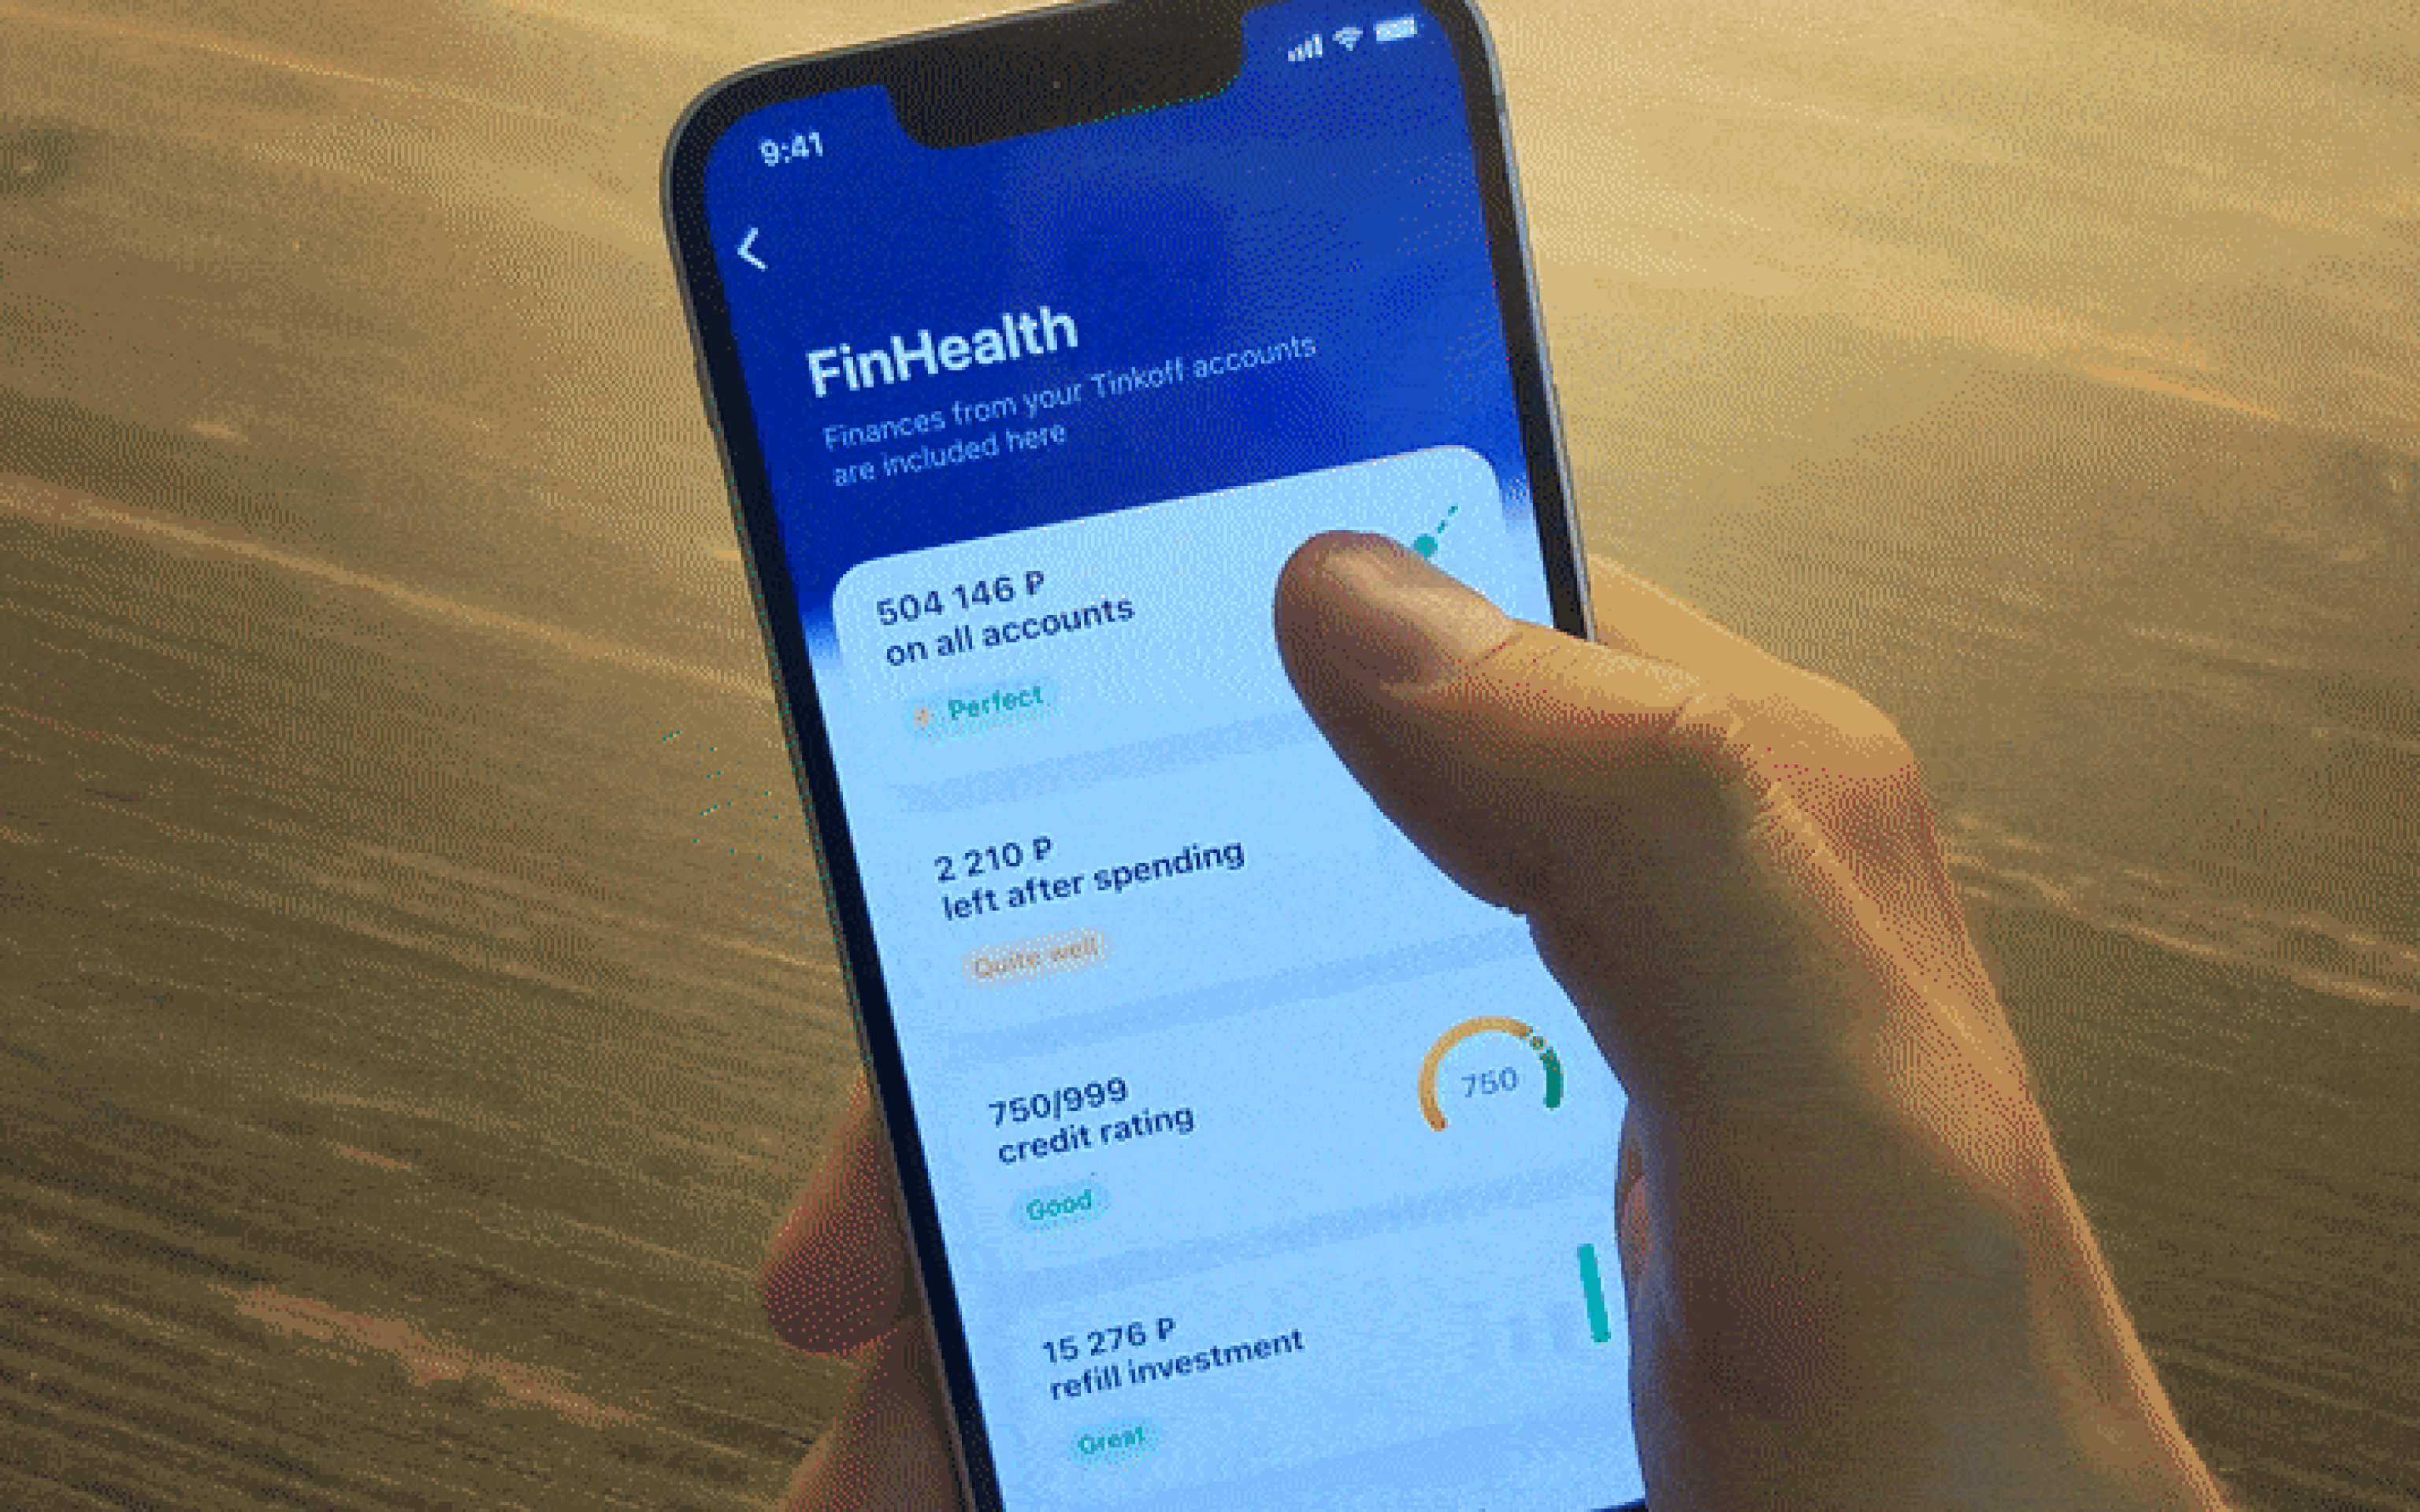 9:41
FinHealth
Finances from your Tinkoff accounts
are included here
504 146 ₽
on all accounts
Perfect
2 210 ₽
left after spending
Quite well
750/999
credit rating
750
Good
15 276 ₽
refill investment
Great